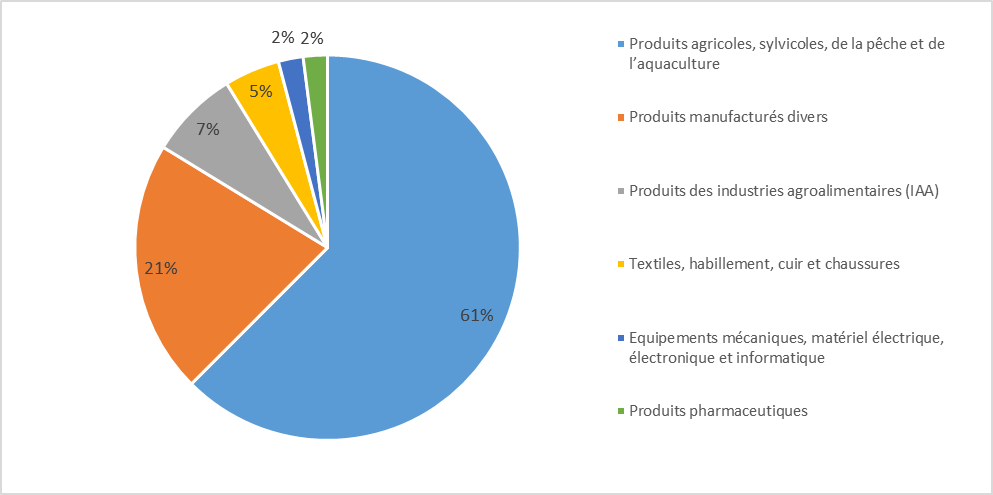 2% 2%
5%
7%
21%
61%
Produits agricoles, sylvicoles, de la pêche et de
l’aquaculture
Produits manufacturés divers
Produits des industries agroalimentaires (IAA)
Textiles, habillement, cuir et chaussures
Equipements mécaniques, matériel électrique,
électronique et informatique
Produits pharmaceutiques